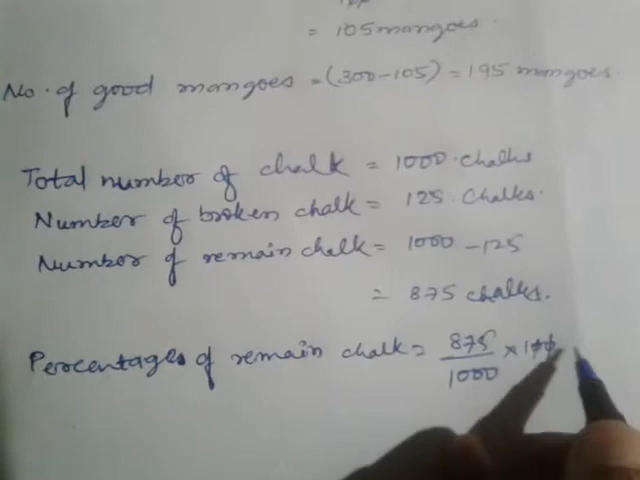 = 105 mangoes.
No. of good mangoes = (300-105) = 195 mangoes.
Total number of chalk = 1000 chalks
Number of broken chalk = 125 chalks.
Number of remain chalk = 1000 - 125
= 875 chalks.
Percentages of remain chalk = 875/1000 × 100